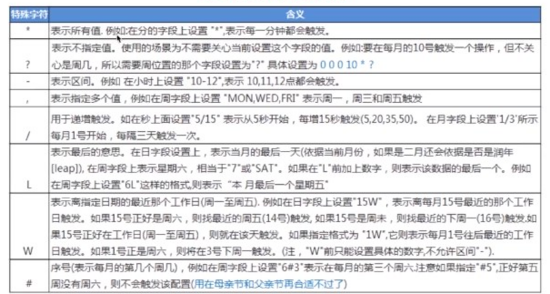 特殊字符 含义
* 表示所有值. 例如:在分的字段上设置 "*",表示每一分钟都会触发。
表示不指定值。使用的场景为不需要关心当前设置这个字段的值。例如:要在每月的10号触发一个操作，但不关
? 心是周几，所以需要周位置的那个字段设置为"?" 具体设置为 0 0 0 10 * ?
- 表示区间。例如 在小时上设置 "10-12",表示 10,11,12点都会触发。
, 表示指定多个值，例如在周字段上设置 "MON,WED,FRI" 表示周一，周三和周五触发
用于递增触发。如在秒上面设置"5/15" 表示从5秒开始，每增15秒触发(5,20,35,50)。 在月字段上设置'1/3'所示
/ 每月1号开始，每隔三天触发一次。
表示最后的意思。在日字段设置上，表示当月的最后一天(依据当前月份，如果是二月还会依据是否是润年
[leap]), 在周字段上表示星期六，相当于"7"或"SAT"。如果在"L"前加上数字，则表示该数据的最后一个。例如
L 在周字段上设置"6L"这样的格式,则表示“本 月最后一个星期五"
表示离指定日期的最近那个工作日(周一至周五). 例如在日字段上设置"15W"，表示离每月15号最近的那个工作
日触发。如果15号正好是周六，则找最近的周五(14号)触发, 如果15号是周未，则找最近的下周一(16号)触发,如
果15号正好在工作日(周一至周五)，则就在该天触发。如果指定格式为 "1W",它则表示每月1号往后最近的工作
W 日触发。如果1号正是周六，则将在3号下周一触发。(注，"W"前只能设置具体的数字,不允许区间"-").
序号(表示每月的第几个周几)，例如在周字段上设置"6#3"表示在每月的第三个周六.注意如果指定"#5",正好第五
# 周没有周六，则不会触发该配置(用在母亲节和父亲节再合适不过了)